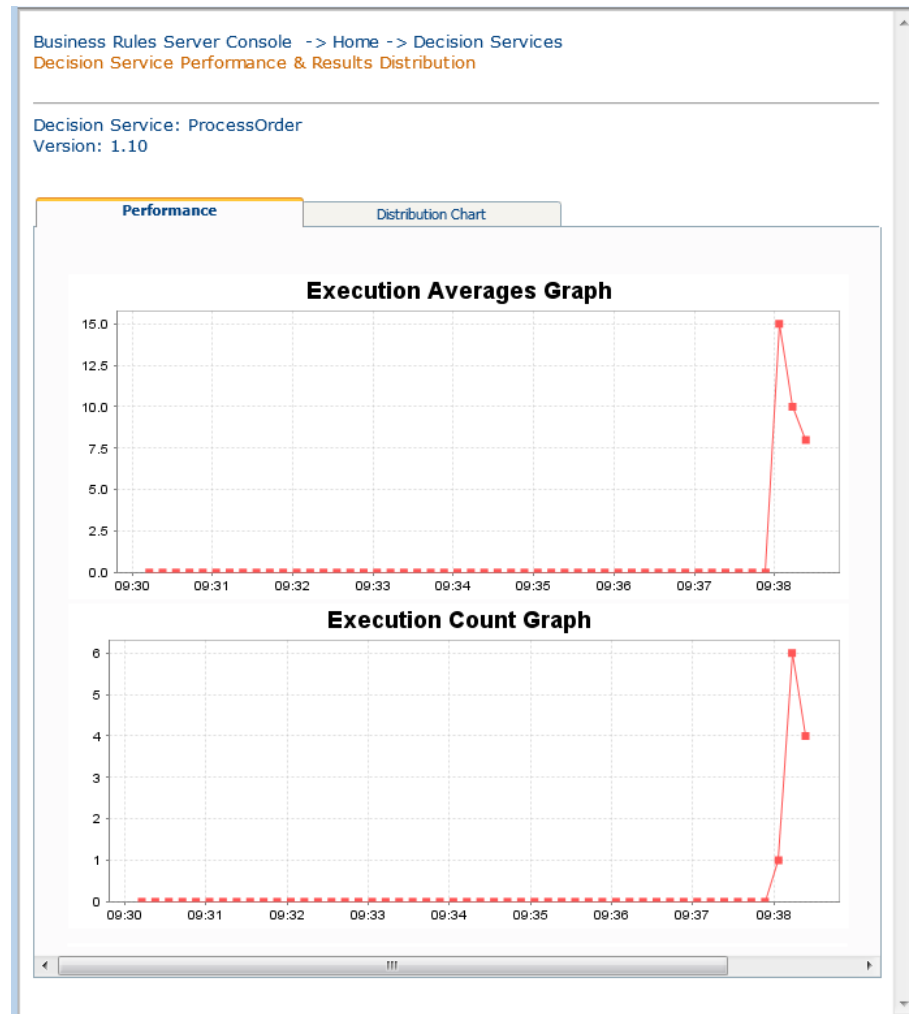 Business Rules Server Console -> Home -> Decision Services
Decision Service Performance & Results Distribution
Decision Service: ProcessOrder
Version: 1.10
Performance
Distribution Chart
Execution Averages Graph
15.0
12.5
10.0
7.5
5.0
2.5
0.0
09:30 09:31 09:32 09:33 09:34 09:35 09:36 09:37 09:38
Execution Count Graph
6
5
4
3
2
1
0
09:30 09:31 09:32 09:33 09:34 09:35 09:36 09:37 09:38